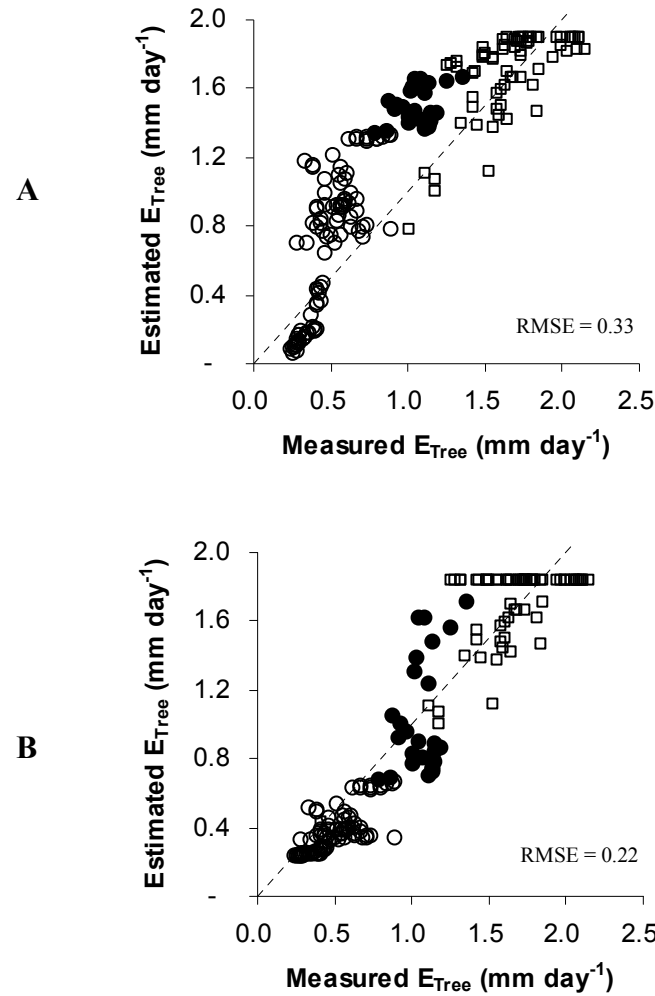 A
Estimated E_Tree (mm day⁻¹)
2.0
1.6
1.2
0.8
0.4
-
RMSE = 0.33
0.0 0.5 1.0 1.5 2.0 2.5
Measured E_Tree (mm day⁻¹)
B
Estimated E_Tree (mm day⁻¹)
2.0
1.6
1.2
0.8
0.4
-
RMSE = 0.22
0.0 0.5 1.0 1.5 2.0 2.5
Measured E_Tree (mm day⁻¹)